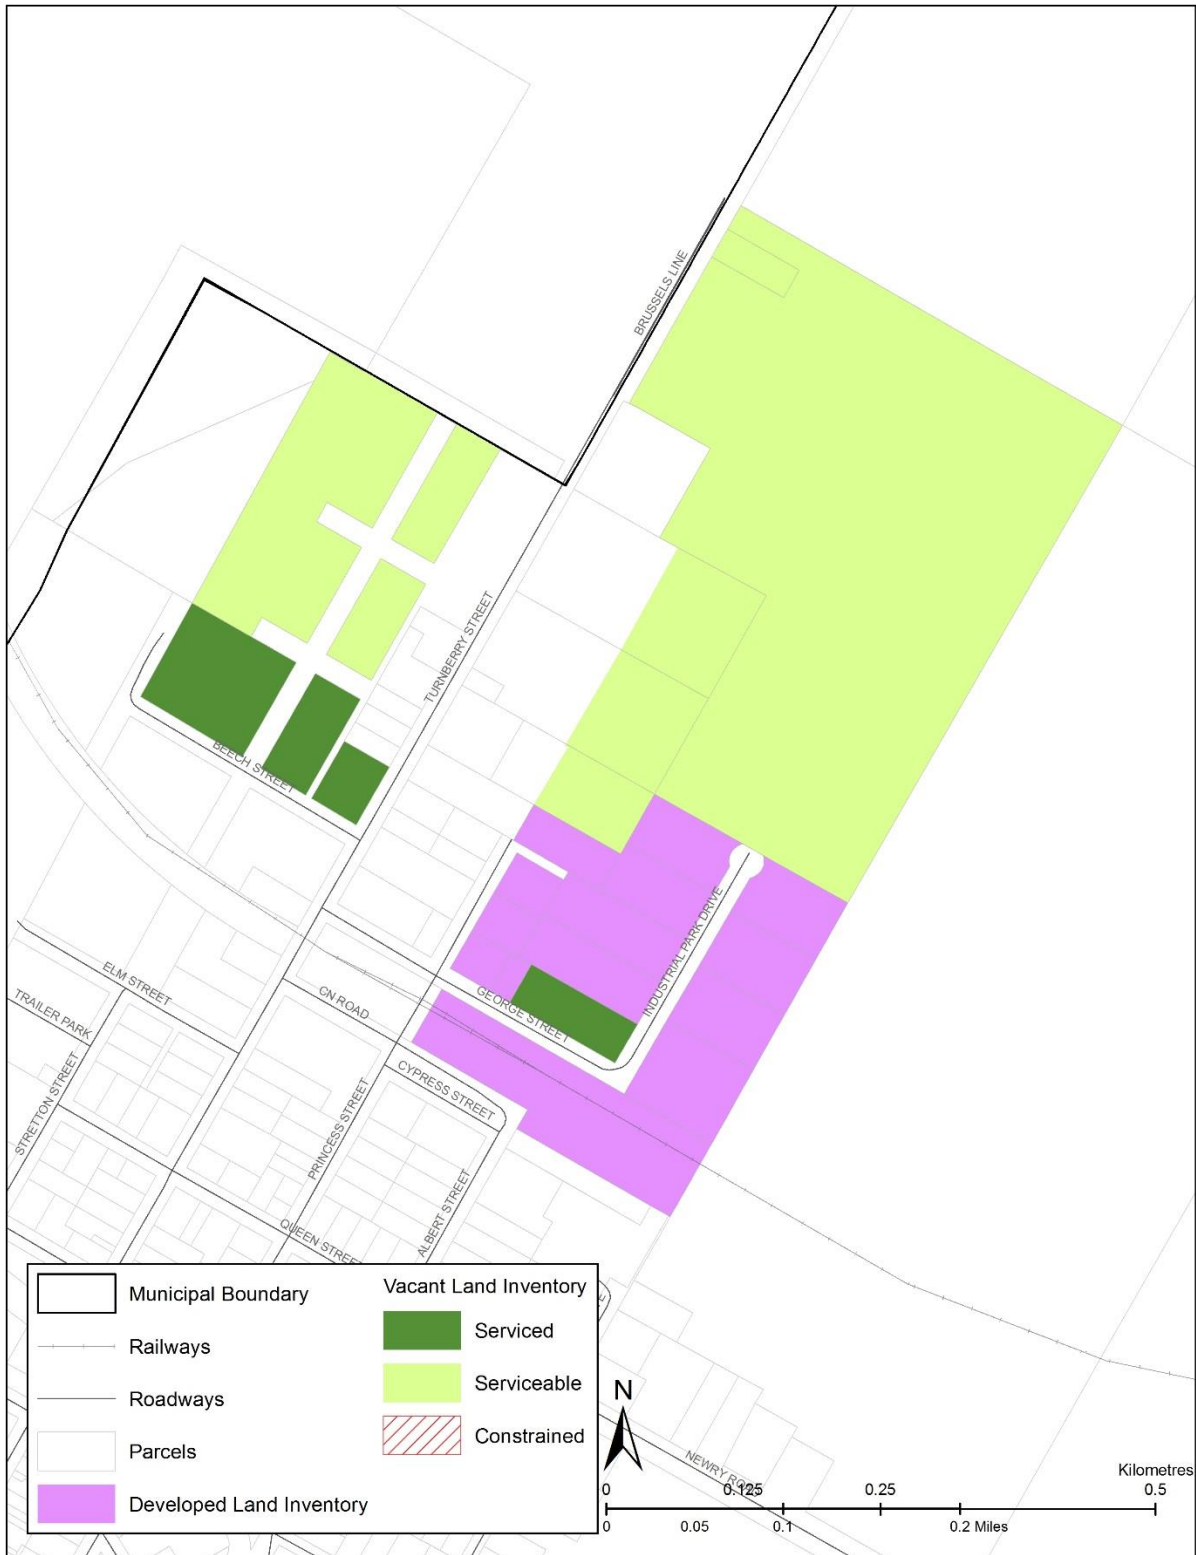 BRUSSELS LINE
TURNBERRY STREET
BEECH STREET
INDUSTRIAL PARK DRIVE
ELM STREET
TRAILER PARK
CN ROAD
GEORGE STREET
CYPRESS STREET
STRETTON STREET
PRINCESS STREET
ALBERT STREET
QUEEN STREET
Municipal Boundary
Railways
Roadways
Parcels
Developed Land Inventory
Vacant Land Inventory
Serviced
Serviceable
Constrained
N
NEWRY ROAD
Kilometres
0 0.125 0.25 0.5
0 0.05 0.1 0.2 Miles